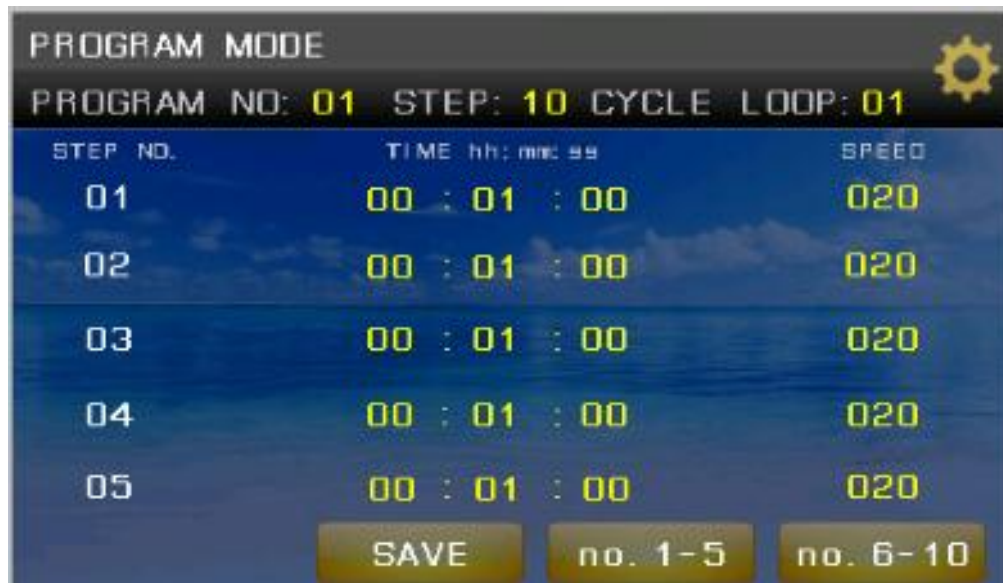 PROGRAM MODE
PROGRAM NO: 01 STEP: 10 CYCLE LOOP: 01
STEP NO. TIME hh: mm: ss SPEED
01 00 : 01 : 00 020
02 00 : 01 : 00 020
03 00 : 01 : 00 020
04 00 : 01 : 00 020
05 00 : 01 : 00 020
SAVE no. 1-5 no. 6-10